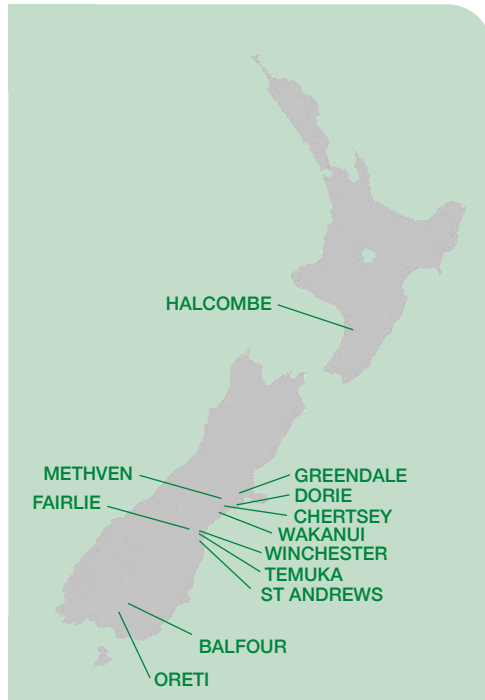 HALCOMBE
METHVEN
GREENDALE
FAIRLIE
DORIE
CHERTSEY
WAKANUI
WINCHESTER
TEMUKA
ST ANDREWS
BALFOUR
ORETI